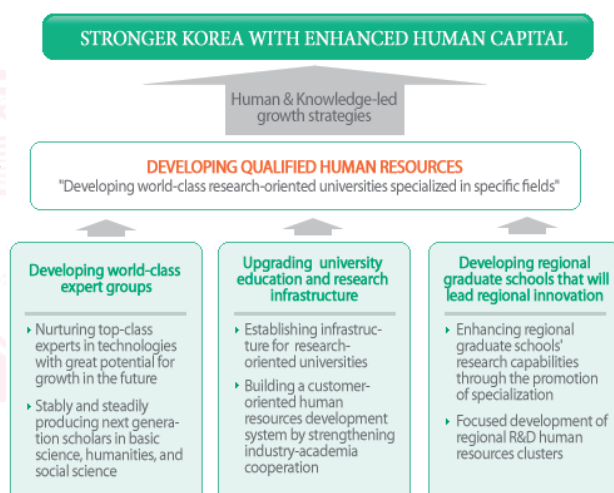 STRONGER KOREA WITH ENHANCED HUMAN CAPITAL
Human & Knowledge-led
growth strategies
DEVELOPING QUALIFIED HUMAN RESOURCES
"Developing world-class research-oriented universities specialized in specific fields"
Developing world-class
expert groups
Nurturing top-class
experts in technologies
with great potential for
growth in the future
Stably and steadily
producing next genera-
tion scholars in basic
science, humanities, and
social science
Upgrading university
education and research
infrastructure
Establishing infrastruc-
ture for research-
oriented universities
Building a customer-
oriented human
resources development
system by strengthening
industry-academia
cooperation
Developing regional
graduate schools that will
lead regional innovation
Enhancing regional
graduate schools'
research capabilities
through the promotion
of specialization
Focused development of
regional R&D human
resources clusters